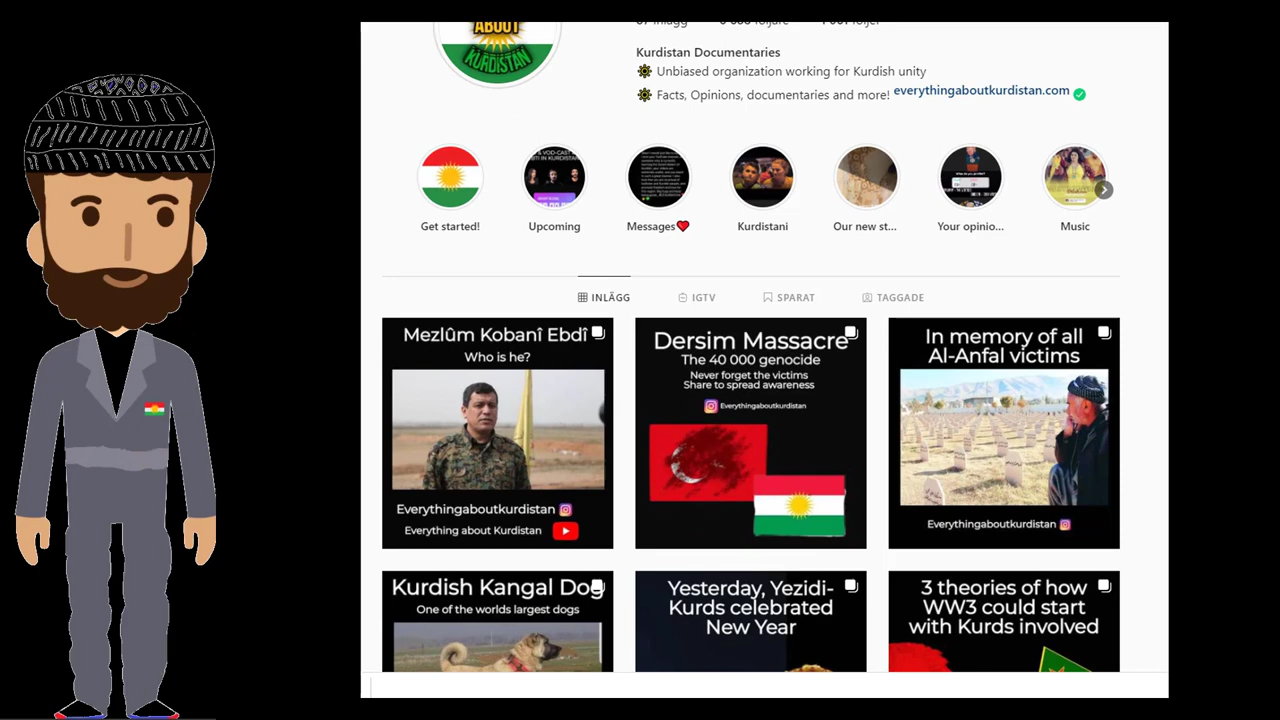 ABOUT
KURDISTAN
Kurdistan Documentaries
Unbiased organization working for Kurdish unity
Facts, Opinions, documentaries and more! everythingaboutkurdistan.com
Get started!
Upcoming
Messages
Kurdistani
Our new st...
Your opinio...
Music
INLÄGG
IGTV
SPARAT
TAGGADE
Mezlûm Kobanî Ebdî
Who is he?
Everythingaboutkurdistan
Everything about Kurdistan
Dersim Massacre
The 40 000 genocide
Never forget the victims
Share to spread awareness
Everythingaboutkurdistan
In memory of all
Al-Anfal victims
Everythingaboutkurdistan
Kurdish Kangal Dog
One of the worlds largest dogs
Yesterday, Yezidi-
Kurds celebrated
New Year
3 theories of how
WW3 could start
with Kurds involved